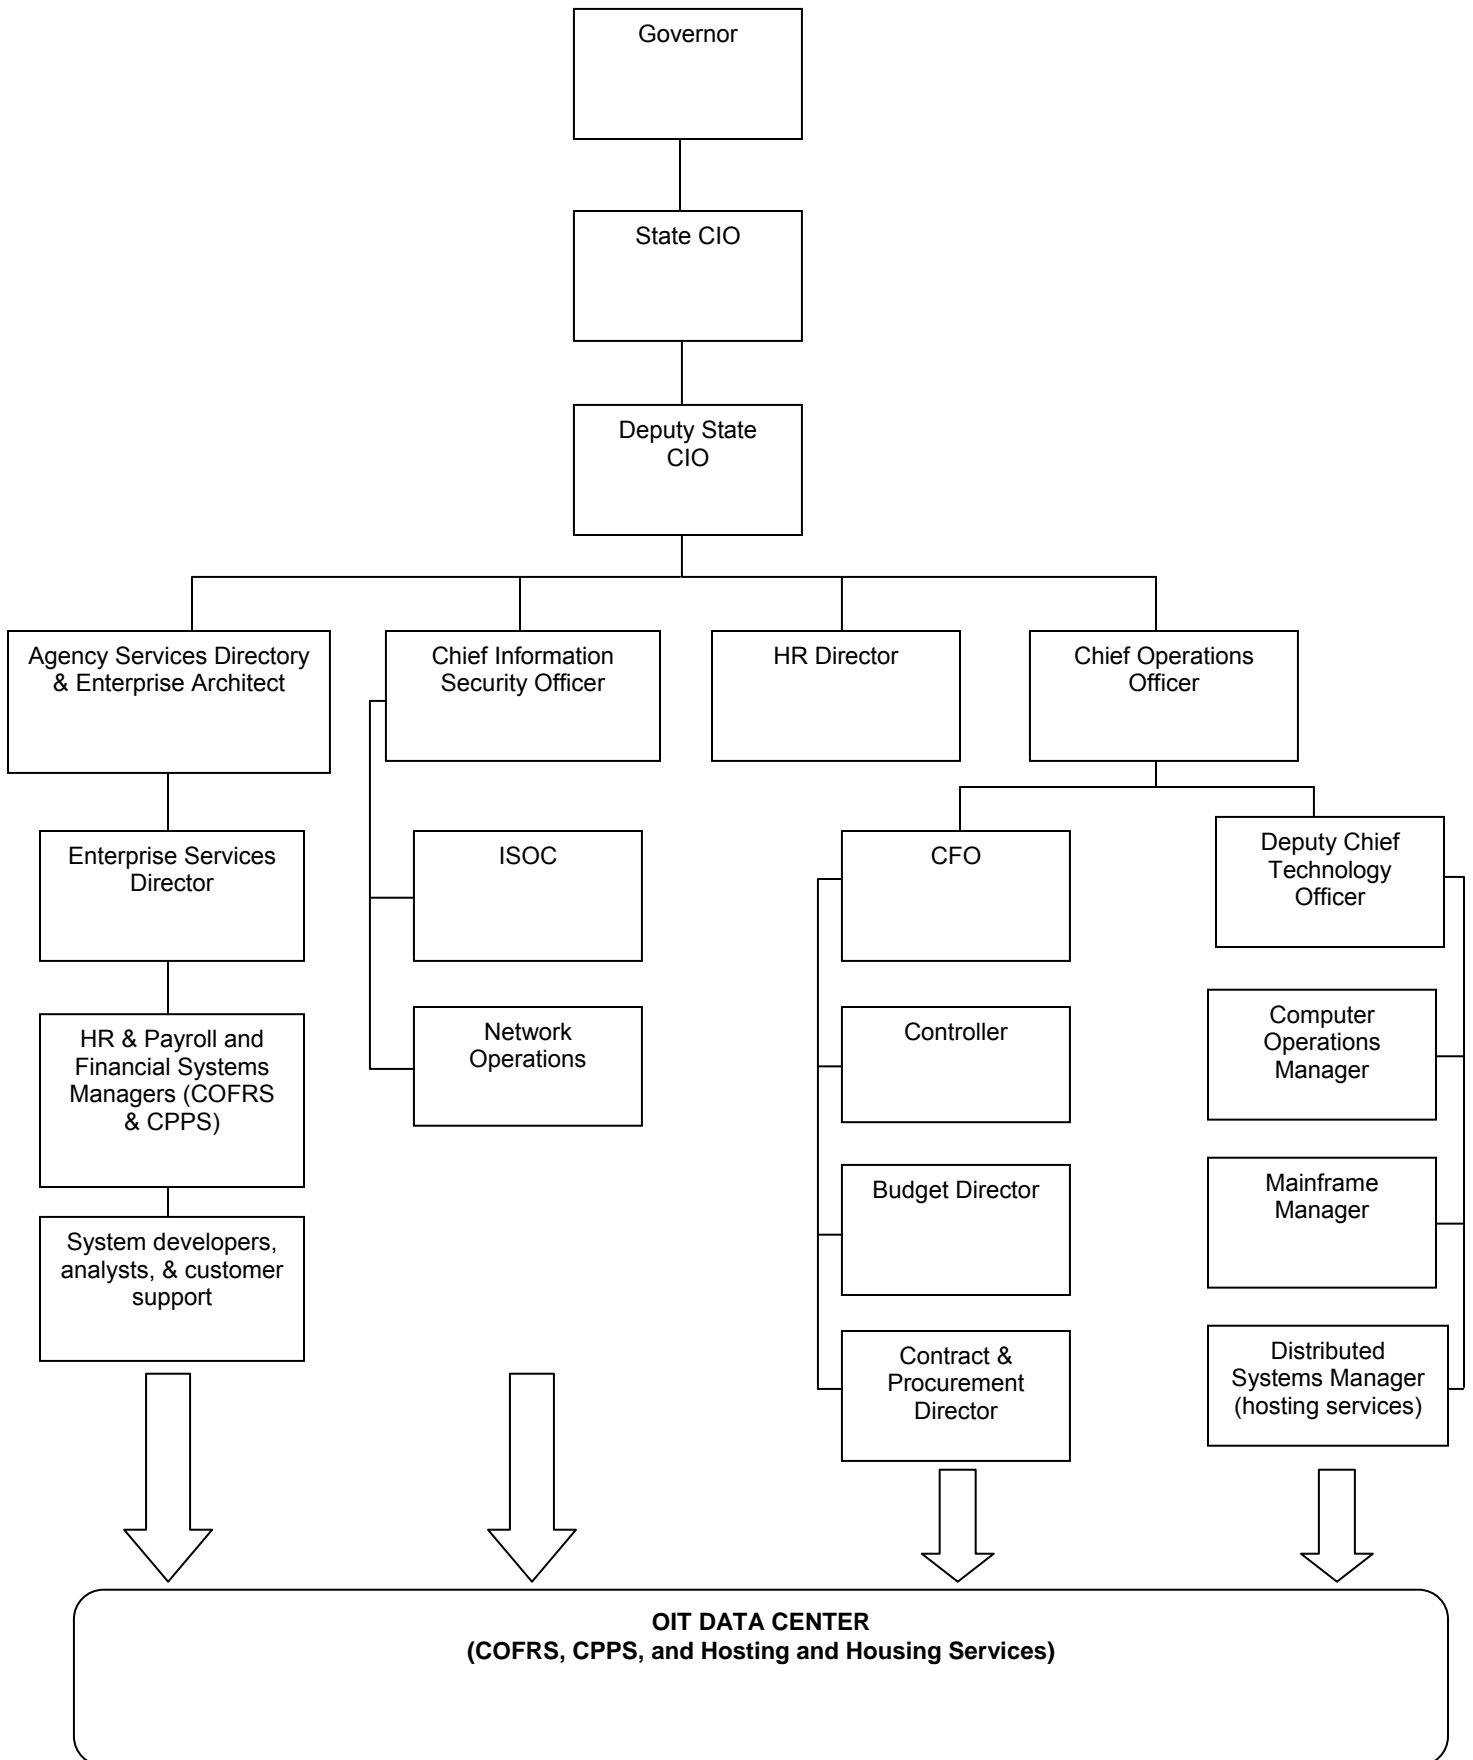 Governor
State CIO
Deputy State
CIO
Agency Services Directory
& Enterprise Architect
Chief Information
Security Officer
HR Director
Chief Operations
Officer
Enterprise Services
Director
ISOC
CFO
Deputy Chief
Technology
Officer
HR & Payroll and
Financial Systems
Managers (COFRS
& CPPS)
Network
Operations
Controller
Computer
Operations
Manager
System developers,
analysts, & customer
support
Budget Director
Mainframe
Manager
Contract &
Procurement
Director
Distributed
Systems Manager
(hosting services)
OIT DATA CENTER
(COFRS, CPPS, and Hosting and Housing Services)